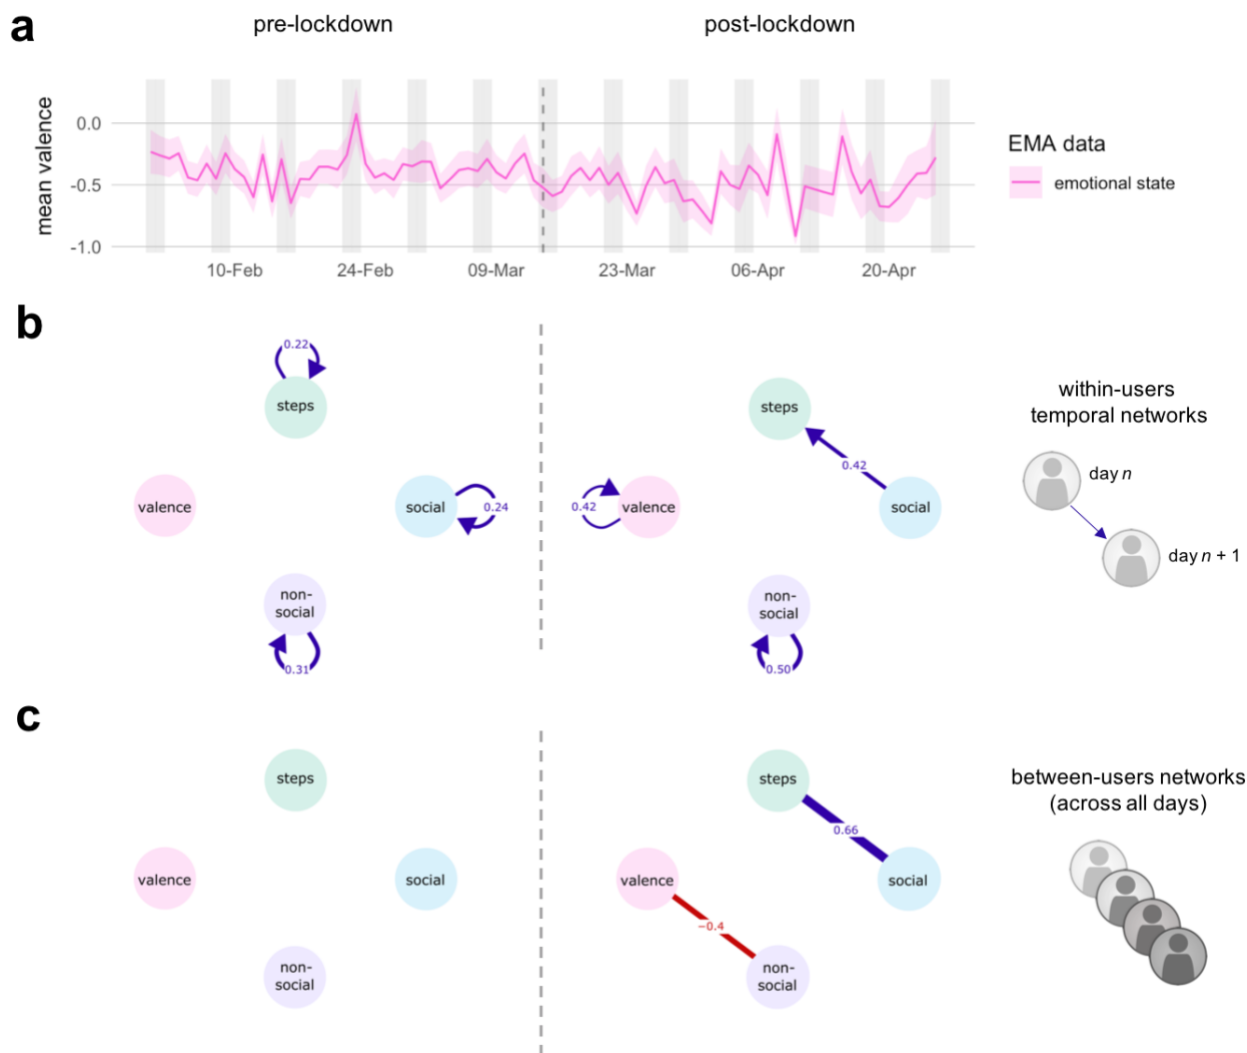 a
pre-lockdown
post-lockdown
mean valence
0.0
-0.5
-1.0
10-Feb
24-Feb
09-Mar
23-Mar
06-Apr
20-Apr
EMA data
emotional state
b
0.22
steps
valence
social
0.24
non-
social
0.31
steps
0.42
0.42
valence
social
non-
social
0.50
within-users
temporal networks
day n
day n + 1
c
steps
valence
social
non-
social
steps
0.66
valence
social
−0.4
non-
social
between-users networks
(across all days)